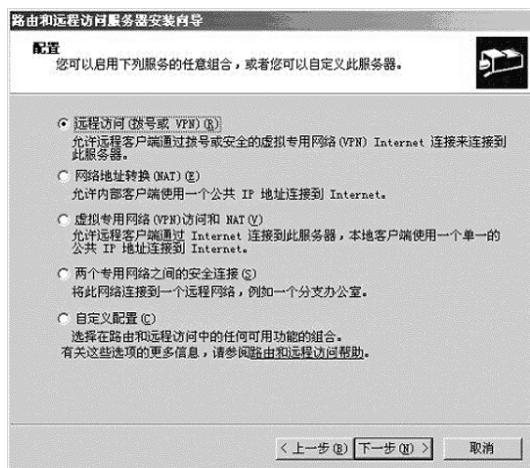 路由和远程访问服务器安装向导
配置
您可以启用下列服务的任意组合，或者您可以自定义此服务器。
远程访问(拨号或 VPN)(R)
允许远程客户端通过拨号或安全的虚拟专用网络(VPN) Internet 连接来连接到
此服务器。
网络地址转换(NAT)(E)
允许内部客户端使用一个公共 IP 地址连接到 Internet。
虚拟专用网络(VPN)访问和 NAT(V)
允许远程客户端通过 Internet 连接到此服务器，本地客户端使用一个单一的
公共 IP 地址连接到 Internet。
两个专用网络之间的安全连接(S)
将此网络连接到一个远程网络，例如一个分支办公室。
自定义配置(C)
选择在路由和远程访问中的任何可用功能的组合。
有关这些选项的更多信息，请参阅路由和远程访问帮助。
< 上一步(B) 下一步(N) > 取消